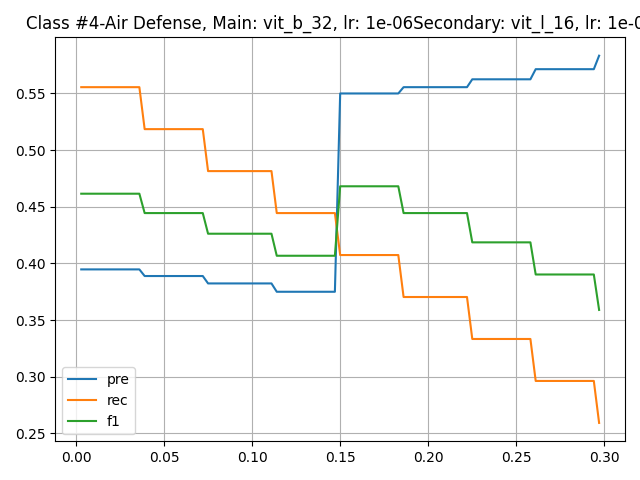 Class #4-Air Defense, Main: vit_b_32, lr: 1e-06Secondary: vit_l_16, lr: 1e-0
0.55
0.50
0.45
0.40
0.35
0.30
0.25
pre
rec
f1
0.00 0.05 0.10 0.15 0.20 0.25 0.30